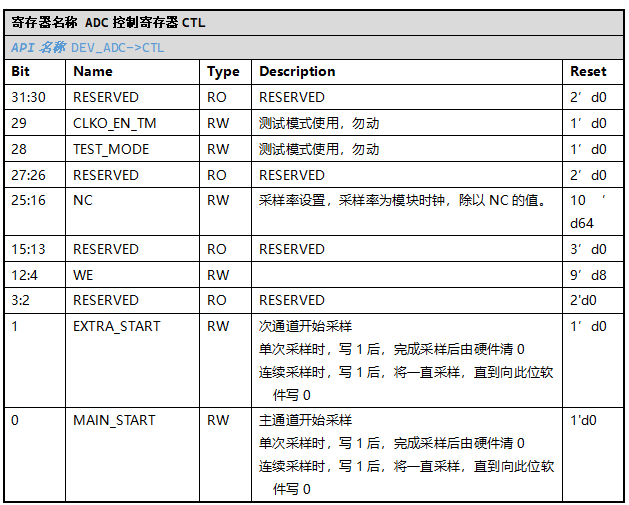 寄存器名称 ADC 控制寄存器 CTL
API 名称 DEV_ADC->CTL
Bit Name Type Description Reset
31:30 RESERVED RO RESERVED 2’d0
29 CLKO_EN_TM RW 测试模式使用，勿动 1’d0
28 TEST_MODE RW 测试模式使用，勿动 1’d0
27:26 RESERVED RO RESERVED 2’d0
25:16 NC RW 采样率设置，采样率为模块时钟，除以 NC 的值。 10 ‘
d64
15:13 RESERVED RO RESERVED 3’d0
12:4 WE RW 9’d8
3:2 RESERVED RO RESERVED 2'd0
1 EXTRA_START RW 次通道开始采样 1’d0
单次采样时，写 1 后，完成采样后由硬件清 0
连续采样时，写 1 后，将一直采样，直到向此位软
件写 0
0 MAIN_START RW 主通道开始采样 1'd0
单次采样时，写 1 后，完成采样后由硬件清 0
连续采样时，写 1 后，将一直采样，直到向此位软
件写 0